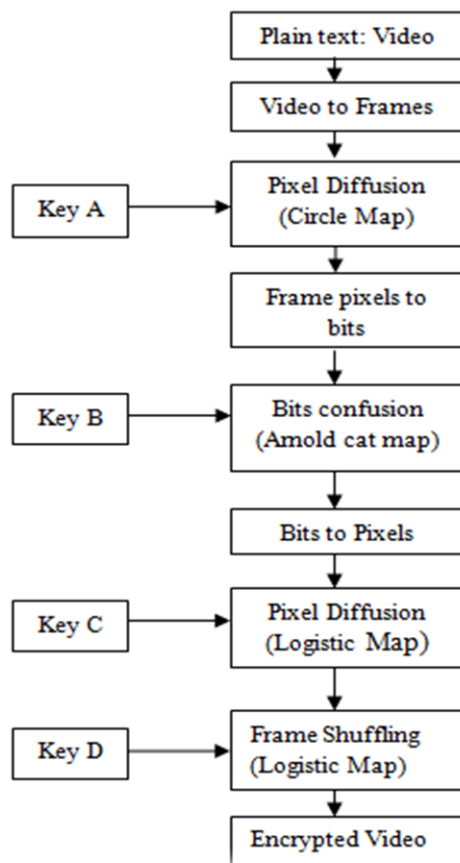 Plain text: Video
Video to Frames
Key A
Pixel Diffusion
(Circle Map)
Frame pixels to
bits
Key B
Bits confusion
(Arnold cat map)
Bits to Pixels
Key C
Pixel Diffusion
(Logistic Map)
Key D
Frame Shuffling
(Logistic Map)
Encrypted Video